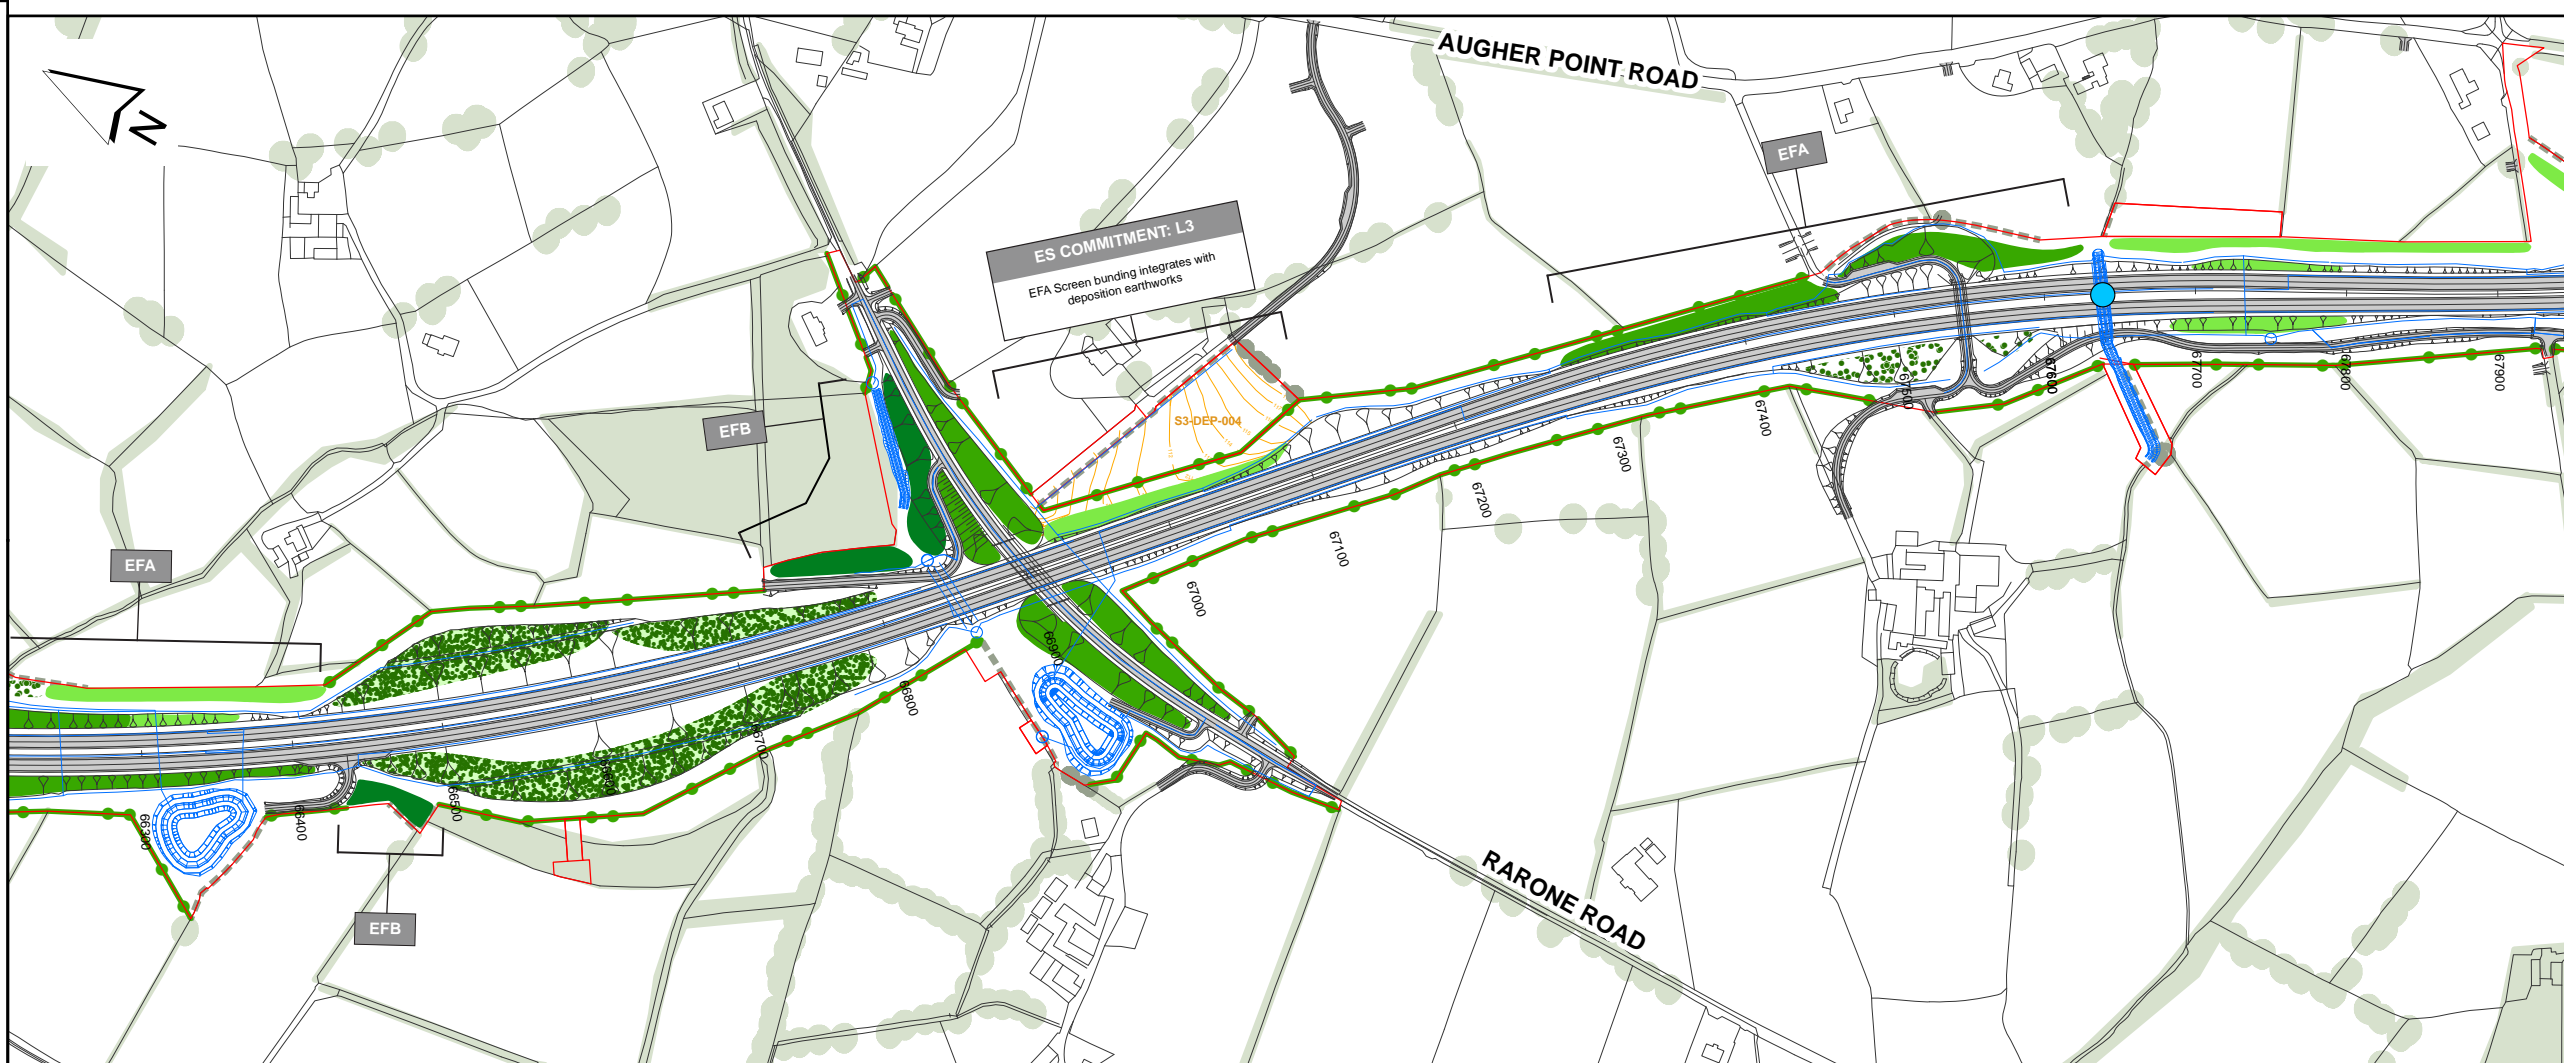 AUGHER POINT ROAD
N
EFA
ES COMMITMENT: L3
EFA Screen bunding integrates with
deposition earthworks
S3-DEP-004
EFB
EFA
67900
67800
67700
67600
67500
67400
67300
67200
67100
67000
66900
66800
66700
66600
66500
66400
66300
EFB
RARONE ROAD